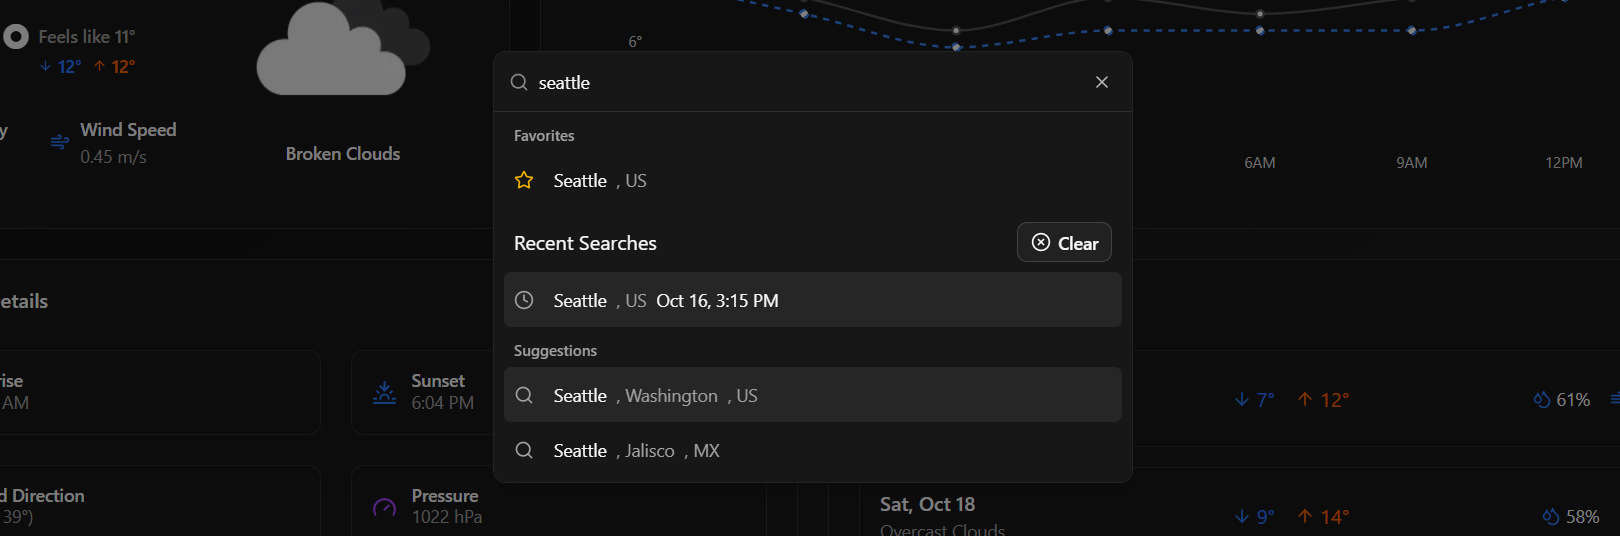 Feels like 11°
12° 12°
y
Wind Speed
0.45 m/s
Broken Clouds
6°
6AM 9AM 12PM
seattle
Favorites
Seattle , US
Recent Searches
Clear
Seattle , US Oct 16, 3:15 PM
Suggestions
Seattle , Washington , US
Seattle , Jalisco , MX
etails
rise
AM
Sunset
6:04 PM
d Direction
39°)
Pressure
1022 hPa
7° 12° 61%
Sat, Oct 18
Overcast Clouds
9° 14° 58%